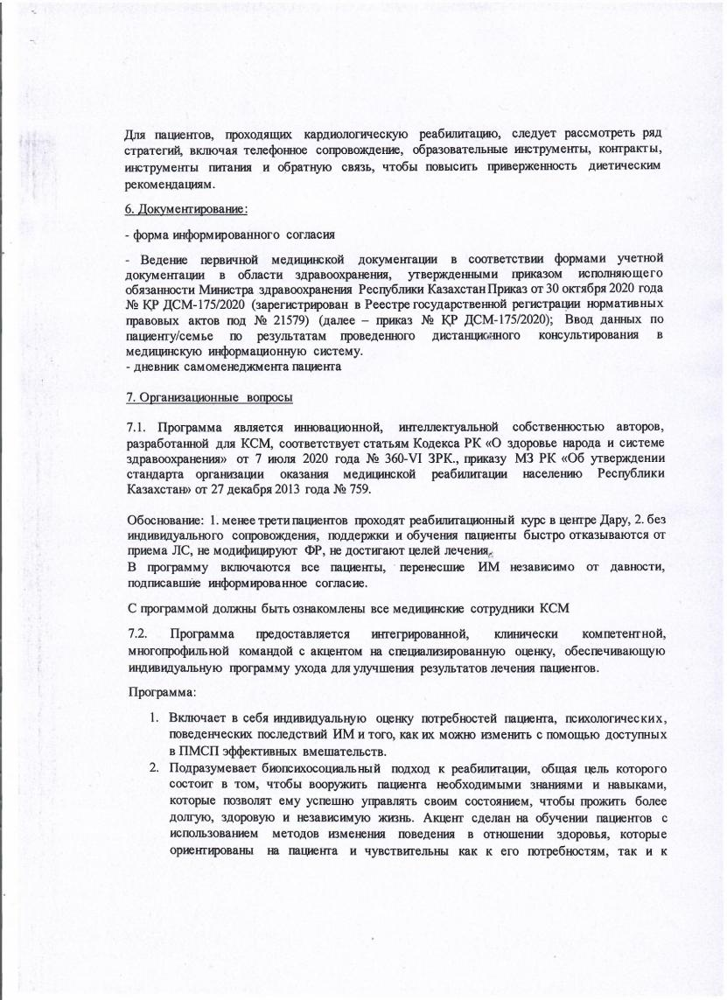 Для пациентов, проходящих кардиологическую реабилитацию, следует рассмотреть ряд
стратегий, включая телефонное сопровождение, образовательные инструменты, контракты,
инструменты питания и обратную связь, чтобы повысить приверженность диетическим
рекомендациям.
6. Документирование:
- форма информированного согласия
- Ведение первичной медицинской документации в соответствии формами учетной
документации в области здравоохранения, утвержденными приказом исполняющего
обязанности Министра здравоохранения Республики Казахстан Приказ от 30 октября 2020 года
№ ҚР ДСМ-175/2020 (зарегистрирован в Реестре государственной регистрации нормативных
правовых актов под № 21579) (далее – приказ № ҚР ДСМ-175/2020); Ввод данных по
пациенту/семье по результатам проведенного дистанционного консультирования в
медицинскую информационную систему.
- дневник самоменеджмента пациента
7. Организационные вопросы
7.1. Программа является инновационной, интеллектуальной собственностью авторов,
разработанной для КСМ, соответствует статьям Кодекса РК «О здоровье народа и системе
здравоохранения» от 7 июля 2020 года № 360-VI ЗРК., приказу МЗ РК «Об утверждении
стандарта организации оказания медицинской реабилитации населению Республики
Казахстан» от 27 декабря 2013 года № 759.
Обоснование: 1. менее трети пациентов проходят реабилитационный курс в центре Дару, 2. без
индивидуального сопровождения, поддержки и обучения пациенты быстро отказываются от
приема ЛС, не модифицируют ФР, не достигают целей лечения.
В программу включаются все пациенты, перенесшие ИМ независимо от давности,
подписавшие информированное согласие.
С программой должны быть ознакомлены все медицинские сотрудники КСМ
7.2. Программа предоставляется интегрированной, клинически компетентной,
многопрофильной командой с акцентом на специализированную оценку, обеспечивающую
индивидуальную программу ухода для улучшения результатов лечения пациентов.
Программа:
1. Включает в себя индивидуальную оценку потребностей пациента, психологических,
поведенческих последствий ИМ и того, как их можно изменить с помощью доступных
в ПМСП эффективных вмешательств.
2. Подразумевает биопсихосоциальный подход к реабилитации, общая цель которого
состоит в том, чтобы вооружить пациента необходимыми знаниями и навыками,
которые позволят ему успешно управлять своим состоянием, чтобы прожить более
долгую, здоровую и независимую жизнь. Акцент сделан на обучении пациентов с
использованием методов изменения поведения в отношении здоровья, которые
ориентированы на пациента и чувствительны как к его потребностям, так и к